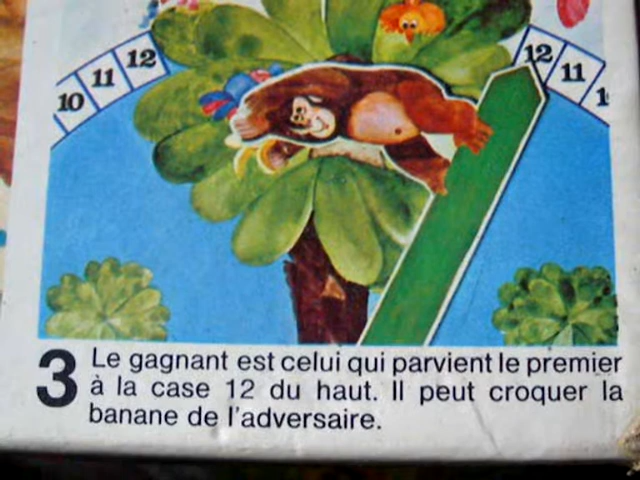 10 11 12
12 11 1
3 Le gagnant est celui qui parvient le premier
à la case 12 du haut. Il peut croquer la
banane de l'adversaire.